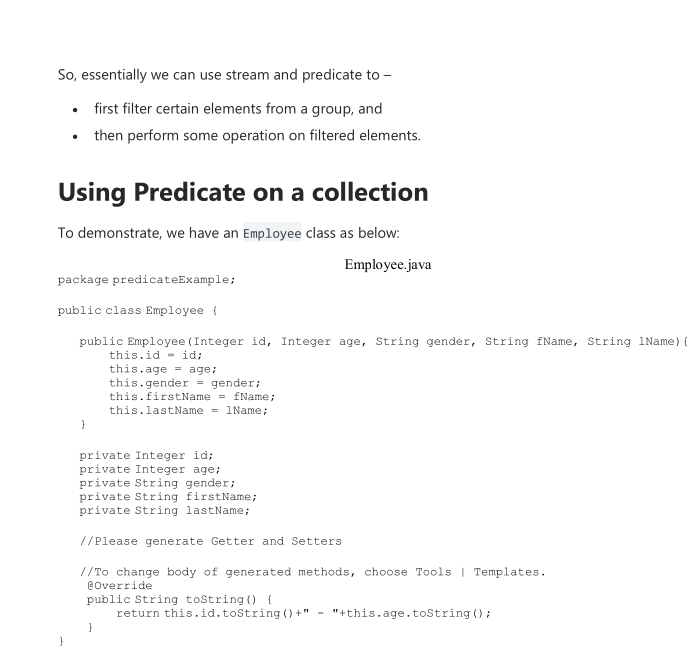 So, essentially we can use stream and predicate to –
• first filter certain elements from a group, and
• then perform some operation on filtered elements.
Using Predicate on a collection
To demonstrate, we have an Employee class as below:
Employee.java
package predicateExample;
public class Employee {
public Employee(Integer id, Integer age, String gender, String fName, String lName){
this.id = id;
this.age = age;
this.gender = gender;
this.firstName = fName;
this.lastName = lName;
}
private Integer id;
private Integer age;
private String gender;
private String firstName;
private String lastName;
//Please generate Getter and Setters
//To change body of generated methods, choose Tools | Templates.
@Override
public String toString() {
return this.id.toString()+" - "+this.age.toString();
}
}